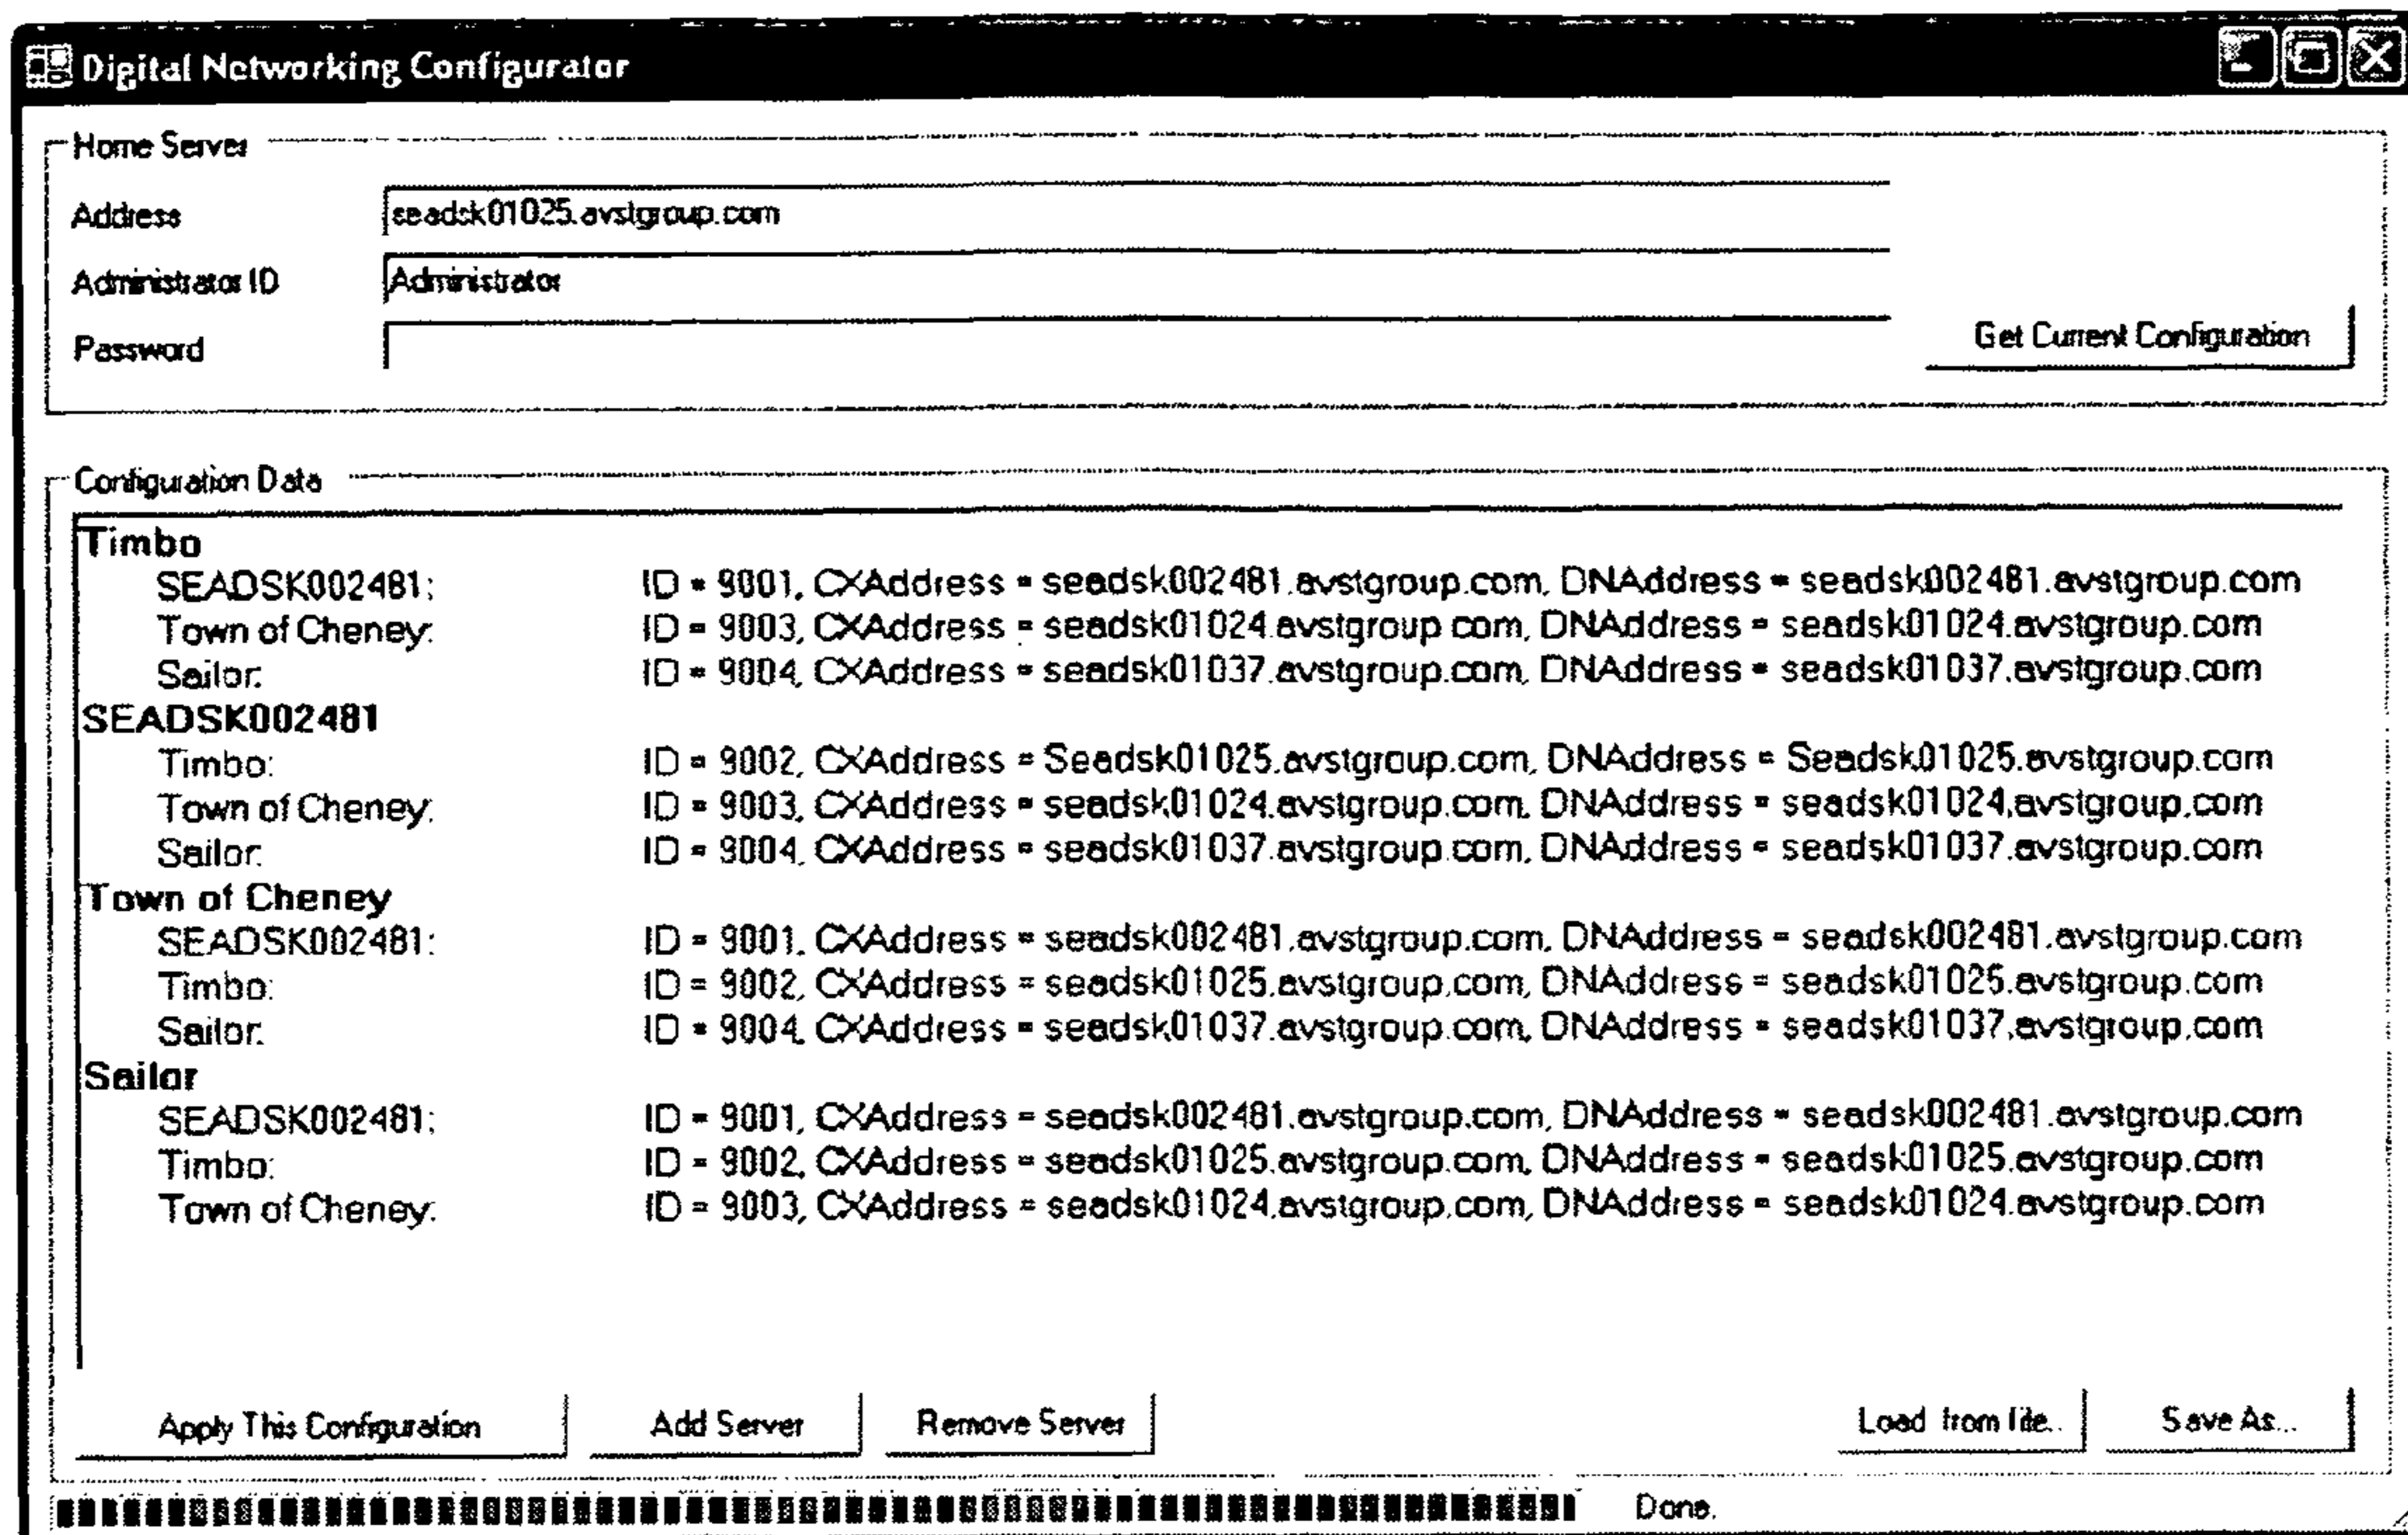 Digital Networking Configurator
Home Server
Address seadsk01025.avstgroup.com
Administrator ID Administrator
Password
Get Current Configuration
Configuration Data
Timbo
SEADSK002481: ID = 9001, CXAddress = seadsk002481.avstgroup.com, DNAddress = seadsk002481.avstgroup.com
Town of Cheney: ID = 9003, CXAddress = seadsk01024.avstgroup.com, DNAddress = seadsk01024.avstgroup.com
Sailor: ID = 9004, CXAddress = seadsk01037.avstgroup.com, DNAddress = seadsk01037.avstgroup.com
SEADSK002481
Timbo: ID = 9002, CXAddress = Seadsk01025.avstgroup.com, DNAddress = Seadsk01025.avstgroup.com
Town of Cheney: ID = 9003, CXAddress = seadsk01024.avstgroup.com, DNAddress = seadsk01024.avstgroup.com
Sailor: ID = 9004, CXAddress = seadsk01037.avstgroup.com, DNAddress = seadsk01037.avstgroup.com
Town of Cheney
SEADSK002481: ID = 9001, CXAddress = seadsk002481.avstgroup.com, DNAddress = seadsk002481.avstgroup.com
Timbo: ID = 9002, CXAddress = seadsk01025.avstgroup.com, DNAddress = seadsk01025.avstgroup.com
Sailor: ID = 9004, CXAddress = seadsk01037.avstgroup.com, DNAddress = seadsk01037.avstgroup.com
Sailor
SEADSK002481: ID = 9001, CXAddress = seadsk002481.avstgroup.com, DNAddress = seadsk002481.avstgroup.com
Timbo: ID = 9002, CXAddress = seadsk01025.avstgroup.com, DNAddress = seadsk01025.avstgroup.com
Town of Cheney: ID = 9003, CXAddress = seadsk01024.avstgroup.com, DNAddress = seadsk01024.avstgroup.com
Apply This Configuration Add Server Remove Server Load from file.. Save As...
Done.